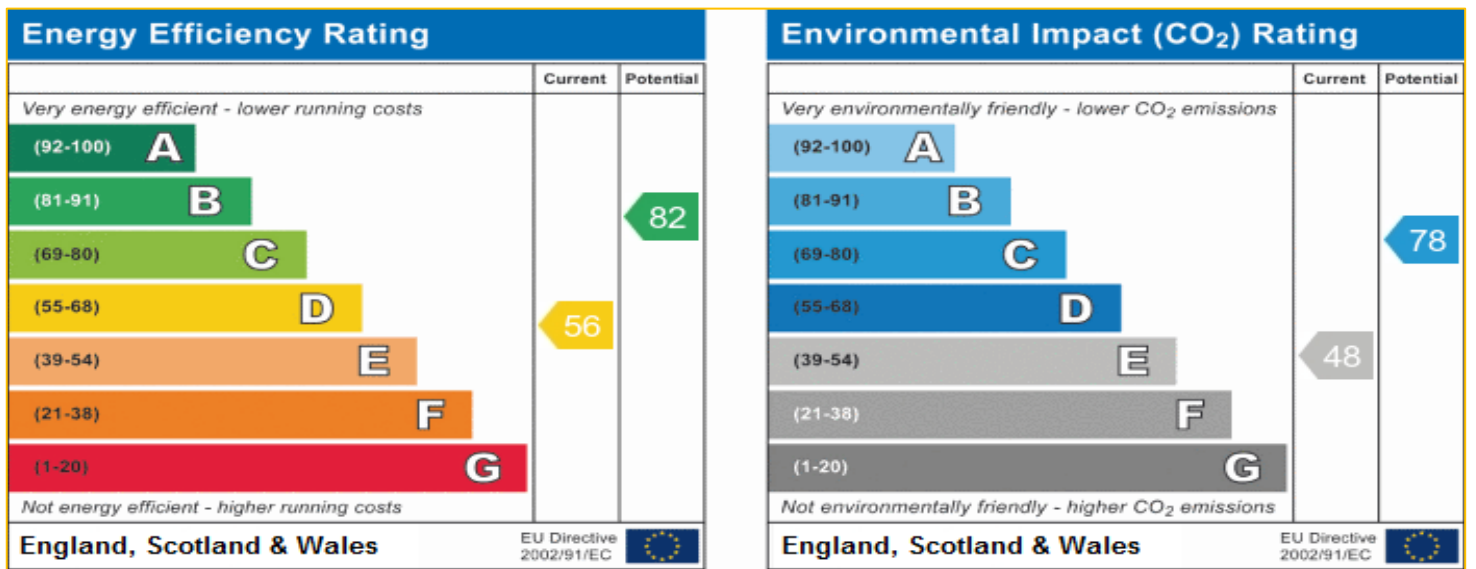 Energy Efficiency Rating
Current Potential
Very energy efficient - lower running costs
(92-100) A
(81-91) B
82
(69-80) C
(55-68) D
56
(39-54) E
(21-38) F
(1-20) G
Not energy efficient - higher running costs
England, Scotland & Wales
EU Directive
2002/91/EC
Environmental Impact (CO₂) Rating
Current Potential
Very environmentally friendly - lower CO₂ emissions
(92-100) A
(81-91) B
78
(69-80) C
(55-68) D
(39-54) E
48
(21-38) F
(1-20) G
Not environmentally friendly - higher CO₂ emissions
England, Scotland & Wales
EU Directive
2002/91/EC